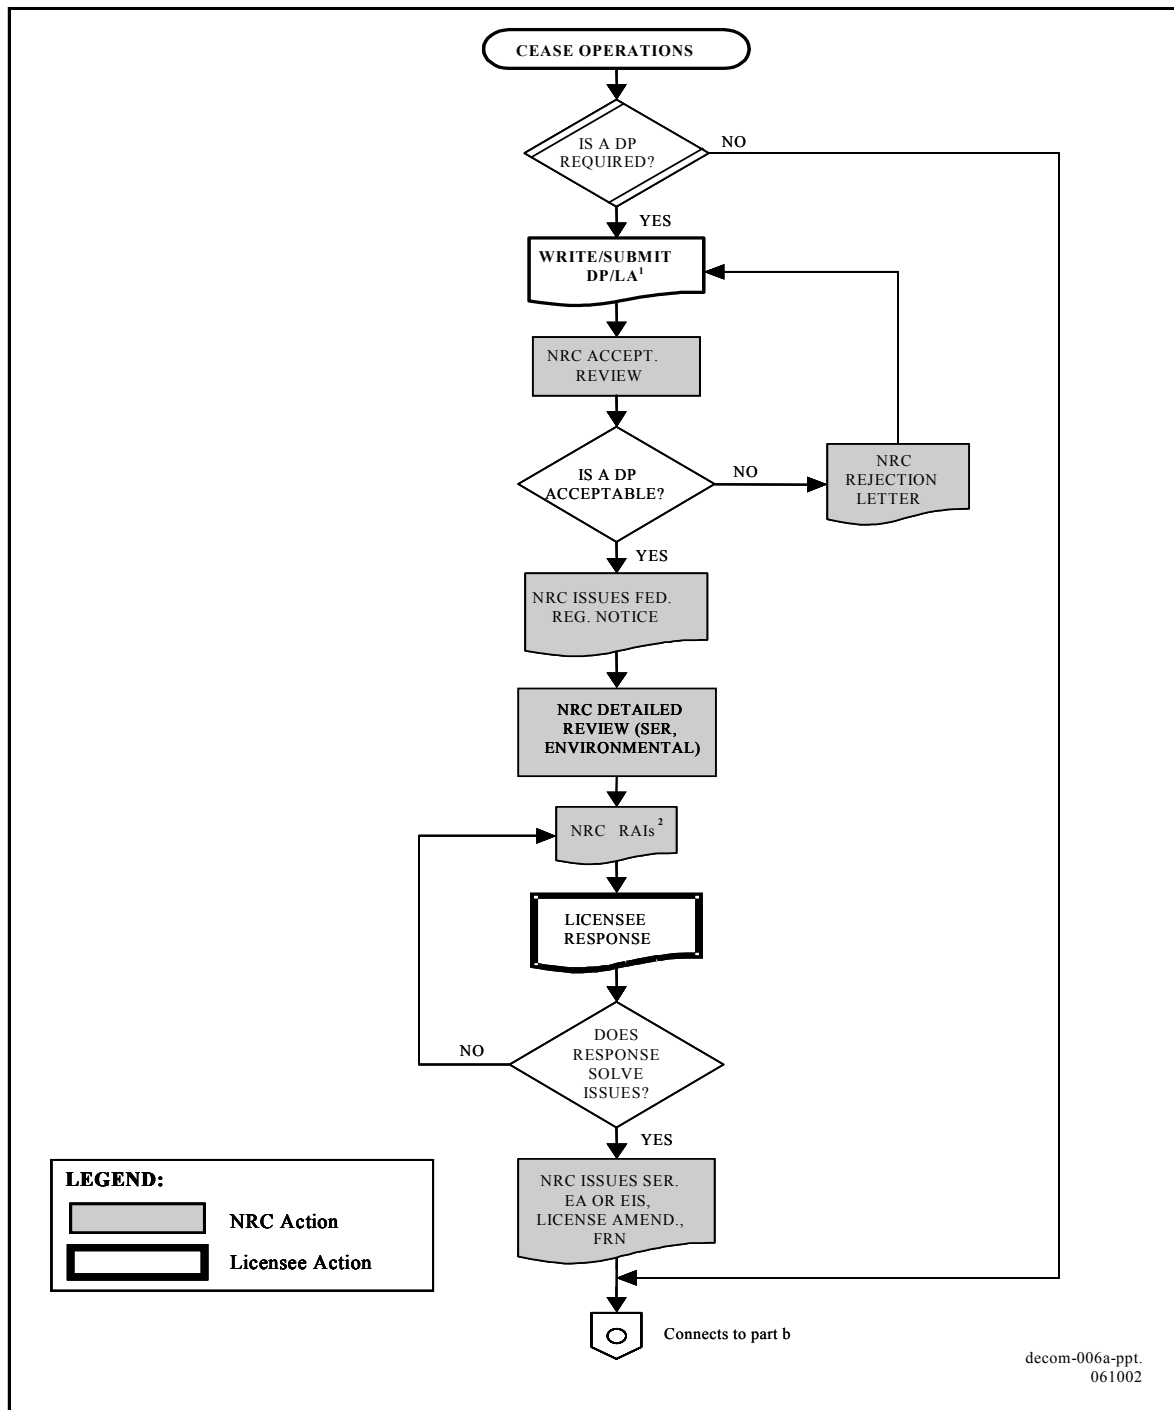 CEASE OPERATIONS
IS A DP
REQUIRED?
NO
YES
WRITE/SUBMIT
DP/LA¹
NRC ACCEPT.
REVIEW
IS A DP
ACCEPTABLE?
NO
NRC
REJECTION
LETTER
YES
NRC ISSUES FED.
REG. NOTICE
NRC DETAILED
REVIEW (SER,
ENVIRONMENTAL)
NRC RAIs²
LICENSEE
RESPONSE
DOES
RESPONSE
SOLVE
ISSUES?
NO
YES
NRC ISSUES SER.
EA OR EIS,
LICENSE AMEND.,
FRN
LEGEND:
NRC Action
Licensee Action
Connects to part b
decom-006a-ppt.
061002